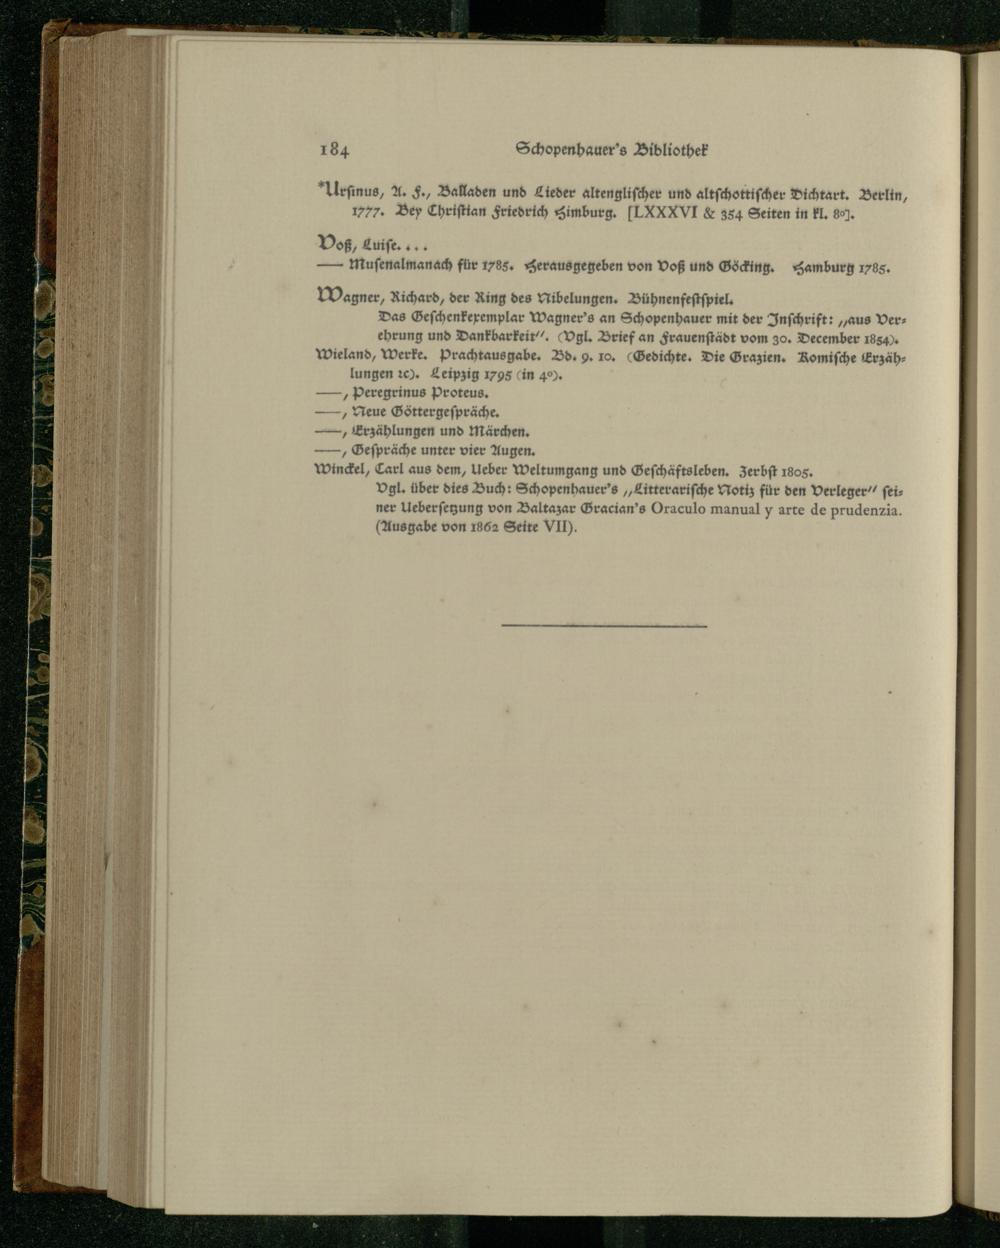 184 Schopenhauer's Bibliothek
*Ursinus, A. F., Balladen und Lieder altenglischer und altschottischer Dichtart. Berlin,
1777. Bey Christian Friedrich Himburg. [LXXXVI & 354 Seiten in kl. 8º].
Voß, Luise....
— Musenalmanach für 1785. Herausgegeben von Voß und Göcking. Hamburg 1785.
Wagner, Richard, der Ring des Nibelungen. Bühnenfestspiel.
Das Geschenkexemplar Wagner's an Schopenhauer mit der Inschrift: „aus Ver-
ehrung und Dankbarkeit". (Vgl. Brief an Frauenstädt vom 30. December 1854).
Wieland, Werke. Prachtausgabe. Bd. 9. 10. (Gedichte. Die Grazien. Komische Erzäh-
lungen ꝛc). Leipzig 1795 (in 4º).
—, Peregrinus Proteus.
—, Neue Göttergespräche.
—, Erzählungen und Märchen.
—, Gespräche unter vier Augen.
Winckel, Carl aus dem, Ueber Weltumgang und Geschäftsleben. Zerbst 1805.
Vgl. über dies Buch: Schopenhauer's „Litterarische Notiz für den Verleger" sei-
ner Uebersetzung von Baltazar Gracian's Oraculo manual y arte de prudenzia.
(Ausgabe von 1862 Seite VII).